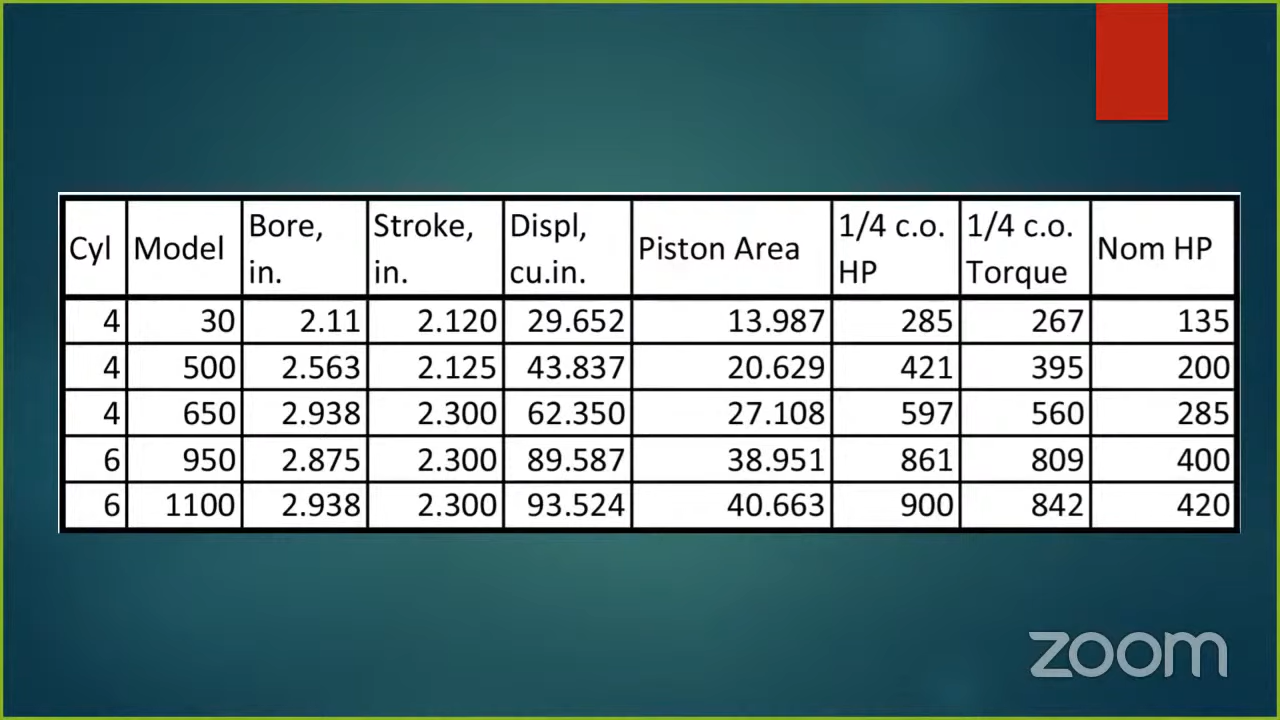 Cyl Model Bore, in. Stroke, in. Displ, cu.in. Piston Area 1/4 c.o. HP 1/4 c.o. Torque Nom HP
4 30 2.11 2.120 29.652 13.987 285 267 135
4 500 2.563 2.125 43.837 20.629 421 395 200
4 650 2.938 2.300 62.350 27.108 597 560 285
6 950 2.875 2.300 89.587 38.951 861 809 400
6 1100 2.938 2.300 93.524 40.663 900 842 420
zoom